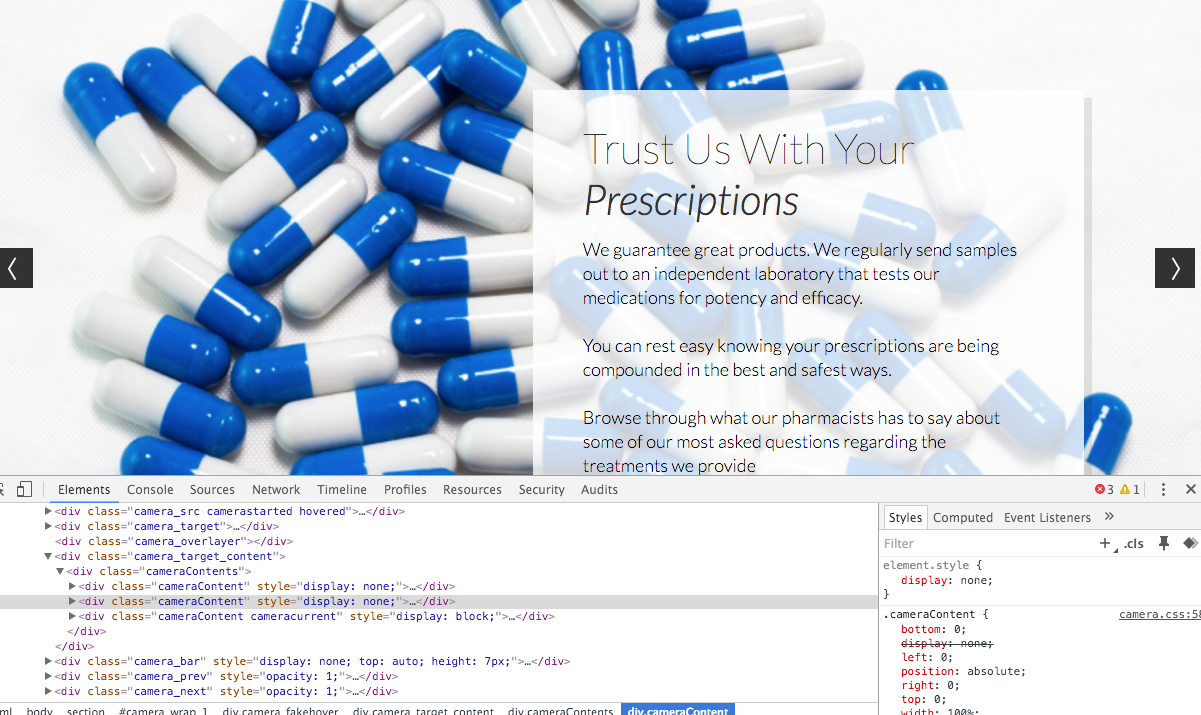 Trust Us With Your
Prescriptions
We guarantee great products. We regularly send samples
out to an independent laboratory that tests our
medications for potency and efficacy.
You can rest easy knowing your prescriptions are being
compounded in the best and safest ways.
Browse through what our pharmacists has to say about
some of our most asked questions regarding the
treatments we provide
Elements Console Sources Network Timeline Profiles Resources Security Audits 3 1
<div class="camera_src camerastarted hovered">…</div>
<div class="camera_target">…</div>
<div class="camera_overlayer"></div>
<div class="camera_target_content">
<div class="cameraContents">
<div class="cameraContent" style="display: none;">…</div>
<div class="cameraContent" style="display: none;">…</div>
<div class="cameraContent cameracurrent" style="display: block;">…</div>
</div>
</div>
<div class="camera_bar" style="display: none; top: auto; height: 7px;">…</div>
<div class="camera_prev" style="opacity: 1;">…</div>
<div class="camera_next" style="opacity: 1;">…</div>
ml body section #camera_wrap_1 div.camera_fakehover div.camera_target_content div.cameraContents div.cameraContent
Styles Computed Event Listeners »
Filter + .cls
element.style {
display: none;
}
.cameraContent { camera.css:58
bottom: 0;
display: none;
left: 0;
position: absolute;
right: 0;
top: 0;
width: 100%;